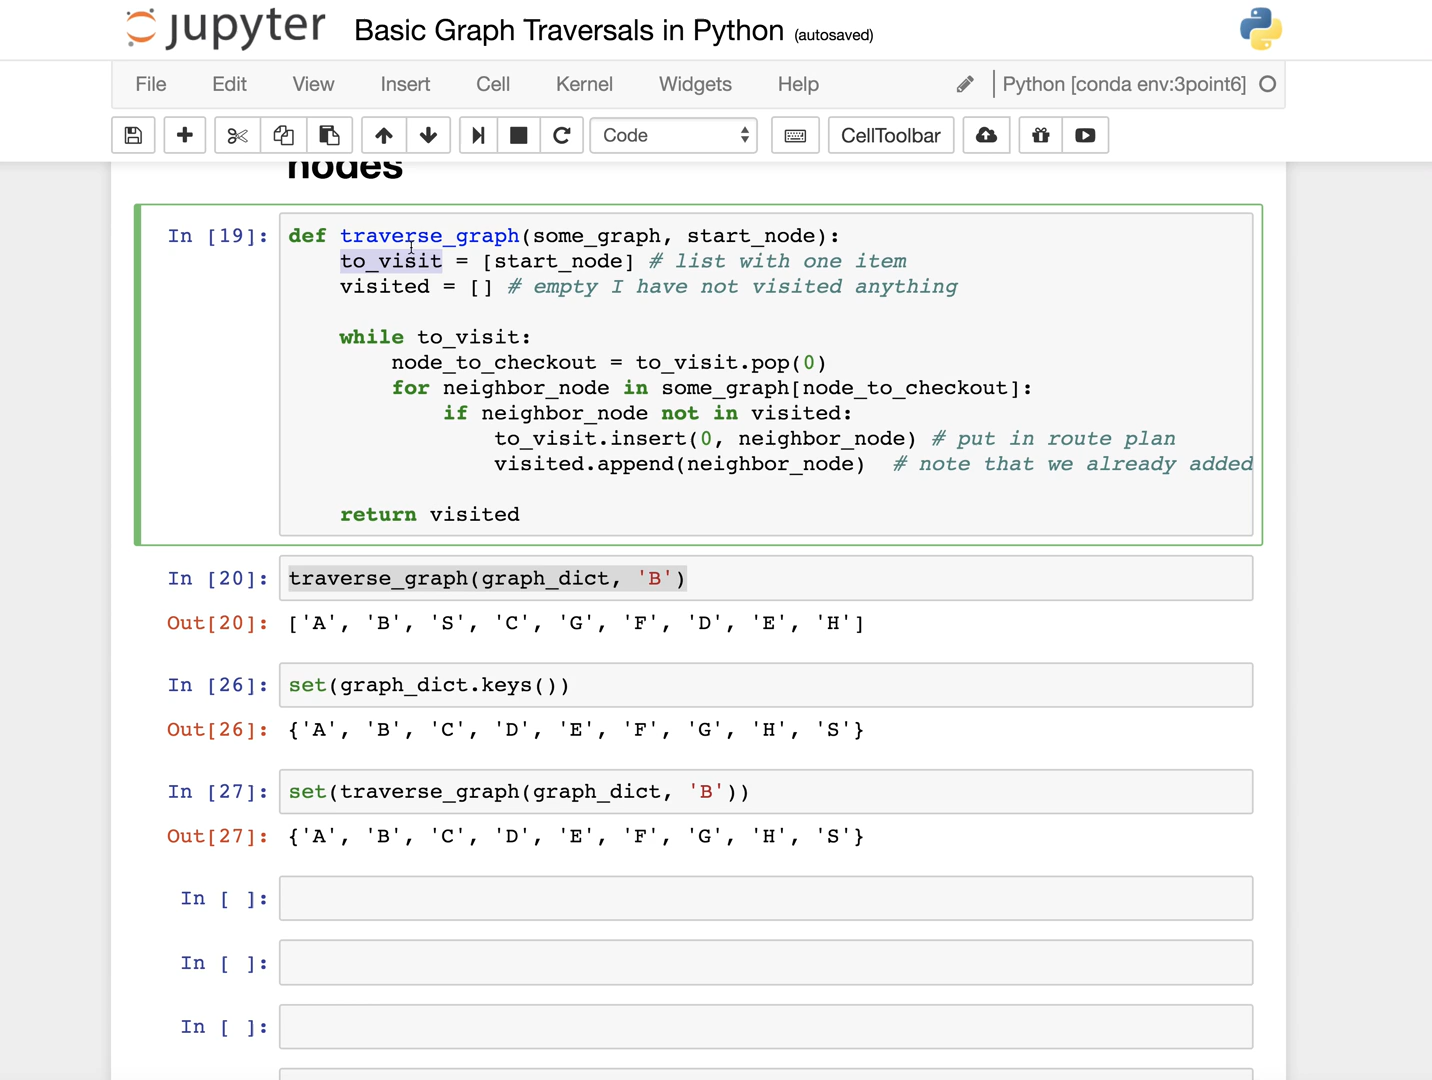 jupyter Basic Graph Traversals in Python (autosaved)
File Edit View Insert Cell Kernel Widgets Help Python [conda env:3point6]
Code CellToolbar
nodes
In [19]: def traverse_graph(some_graph, start_node):
to_visit = [start_node] # list with one item
visited = [] # empty I have not visited anything
while to_visit:
node_to_checkout = to_visit.pop(0)
for neighbor_node in some_graph[node_to_checkout]:
if neighbor_node not in visited:
to_visit.insert(0, neighbor_node) # put in route plan
visited.append(neighbor_node) # note that we already added
return visited
In [20]: traverse_graph(graph_dict, 'B')
Out[20]: ['A', 'B', 'S', 'C', 'G', 'F', 'D', 'E', 'H']
In [26]: set(graph_dict.keys())
Out[26]: {'A', 'B', 'C', 'D', 'E', 'F', 'G', 'H', 'S'}
In [27]: set(traverse_graph(graph_dict, 'B'))
Out[27]: {'A', 'B', 'C', 'D', 'E', 'F', 'G', 'H', 'S'}
In [ ]:
In [ ]:
In [ ]: